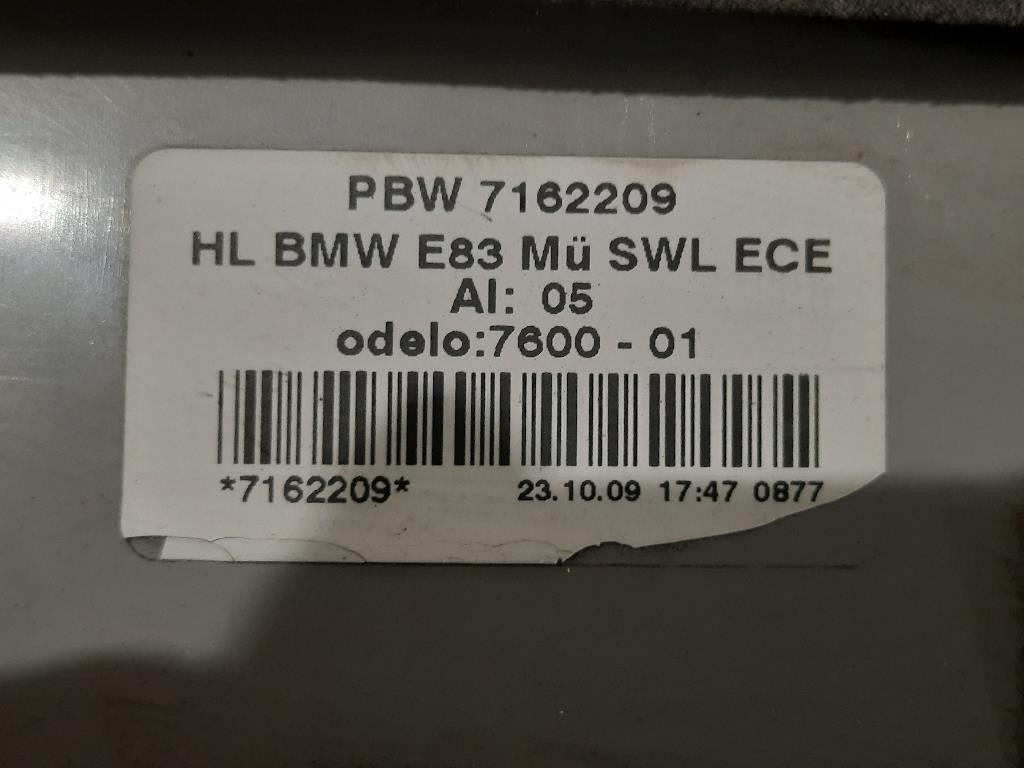 PBW 7162209
HL BMW E83 Mü SWL ECE
AI: 05
odelo:7600 - 01
*7162209* 23.10.09 17:47 0877